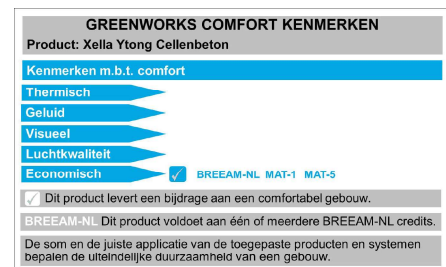 GREENWORKS COMFORT KENMERKEN
Product: Xella Ytong Cellenbeton
Kenmerken m.b.t. comfort
Thermisch
Geluid
Visueel
Luchtkwaliteit
Economisch BREEAM-NL MAT-1 MAT-5
Dit product levert een bijdrage aan een comfortabel gebouw.
BREEAM-NL Dit product voldoet aan één of meerdere BREEAM-NL credits.
De som en de juiste applicatie van de toegepaste producten en systemen
bepalen de uiteindelijke duurzaamheid van een gebouw.